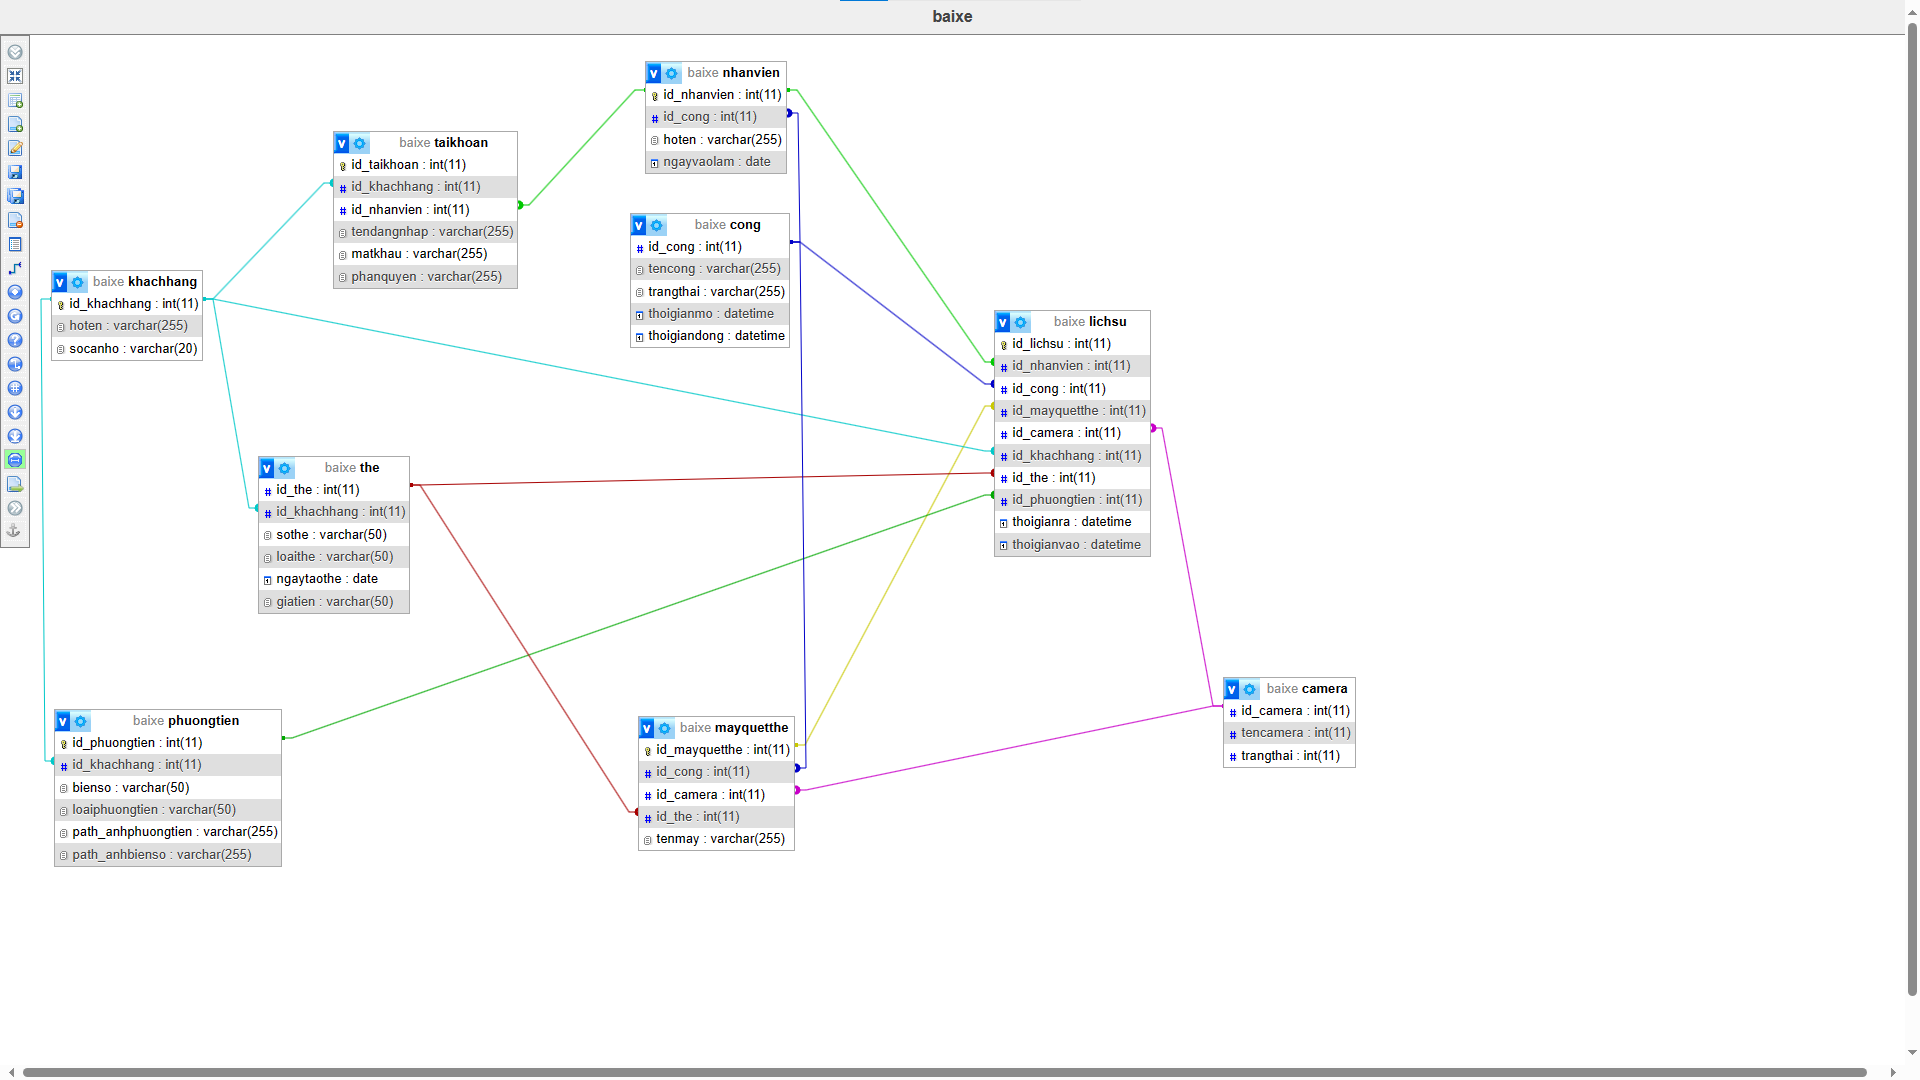 baixe
baixe nhanvien
id_nhanvien : int(11)
id_cong : int(11)
hoten : varchar(255)
ngayvaolam : date
baixe taikhoan
id_taikhoan : int(11)
id_khachhang : int(11)
id_nhanvien : int(11)
tendangnhap : varchar(255)
matkhau : varchar(255)
phanquyen : varchar(255)
baixe cong
id_cong : int(11)
tencong : varchar(255)
trangthai : varchar(255)
thoigianmo : datetime
thoigiandong : datetime
baixe khachhang
id_khachhang : int(11)
hoten : varchar(255)
socanho : varchar(20)
baixe lichsu
id_lichsu : int(11)
id_nhanvien : int(11)
id_cong : int(11)
id_mayquetthe : int(11)
id_camera : int(11)
id_khachhang : int(11)
id_the : int(11)
id_phuongtien : int(11)
thoigianra : datetime
thoigianvao : datetime
baixe the
id_the : int(11)
id_khachhang : int(11)
sothe : varchar(50)
loaithe : varchar(50)
ngaytaothe : date
giatien : varchar(50)
baixe camera
id_camera : int(11)
tencamera : int(11)
trangthai : int(11)
baixe phuongtien
id_phuongtien : int(11)
id_khachhang : int(11)
bienso : varchar(50)
loaiphuongtien : varchar(50)
path_anhphuongtien : varchar(255)
path_anhbienso : varchar(255)
baixe mayquetthe
id_mayquetthe : int(11)
id_cong : int(11)
id_camera : int(11)
id_the : int(11)
tenmay : varchar(255)